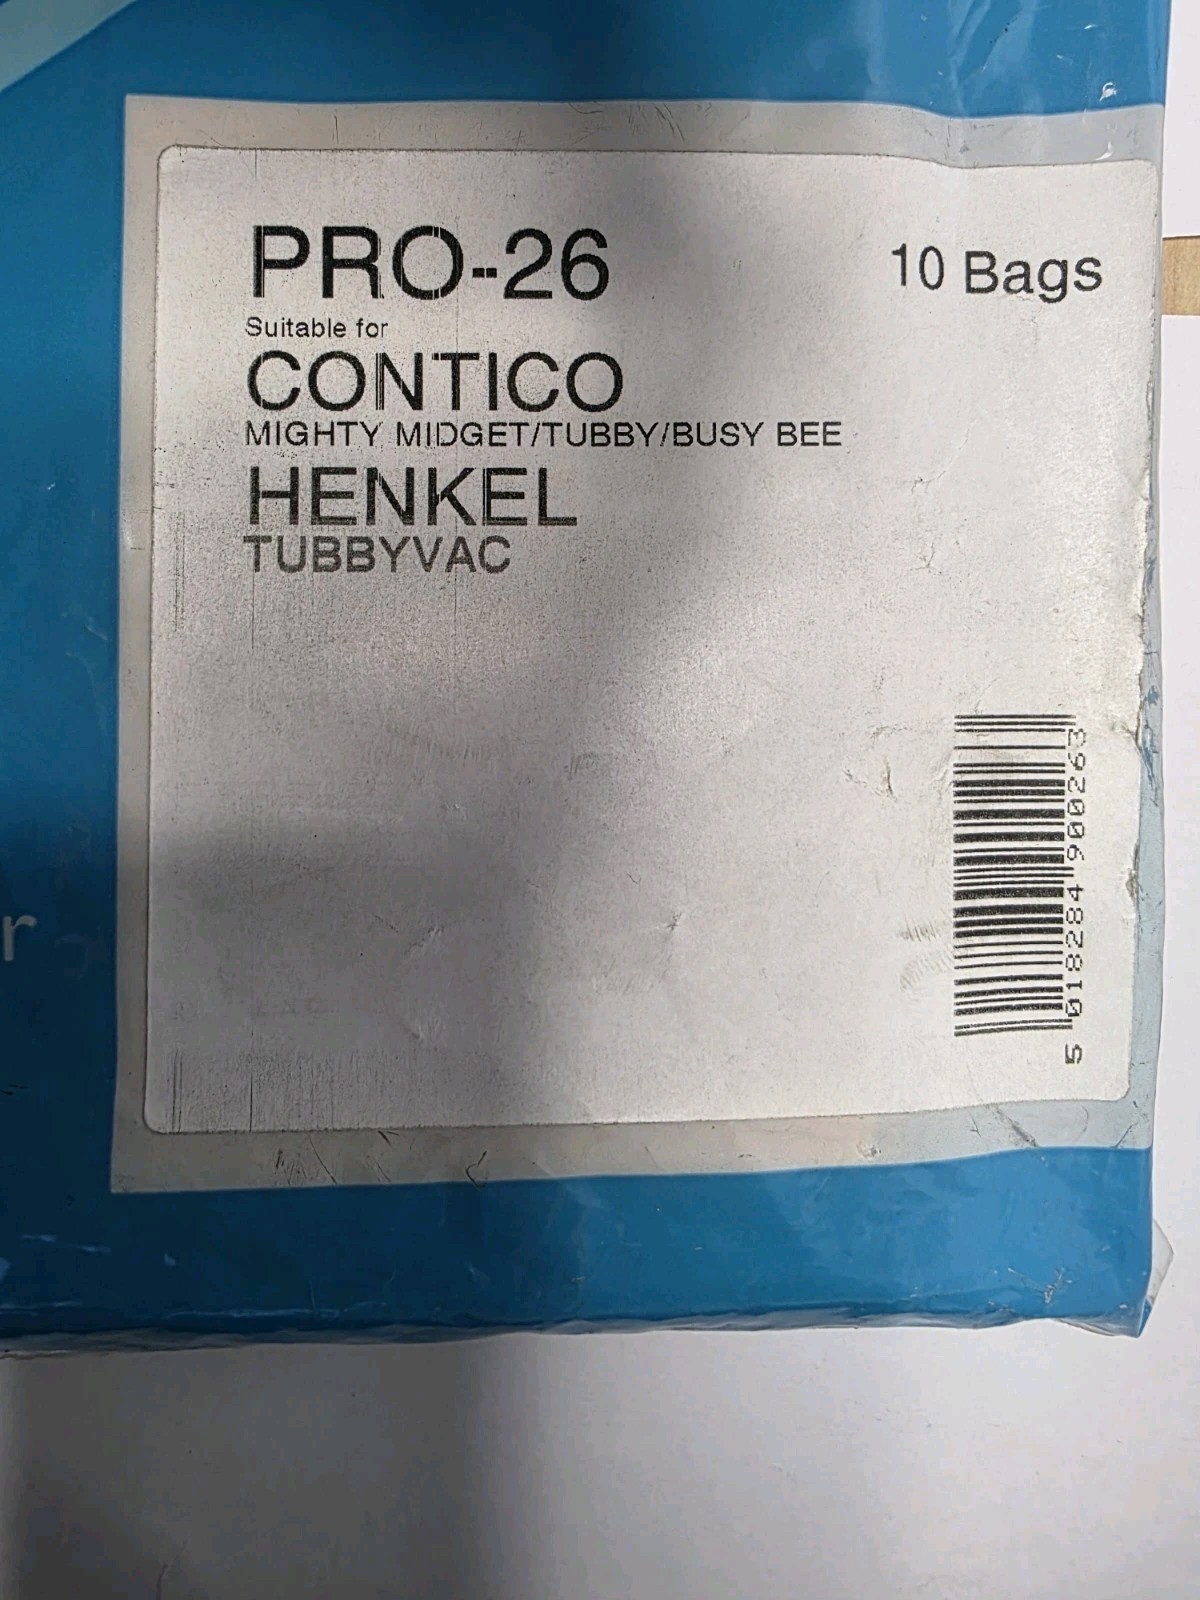 PRO-26
10 Bags
Suitable for
CONTICO
MIGHTY MIDGET/TUBBY/BUSY BEE
HENKEL
TUBBYVAC
5 018284 900263
r